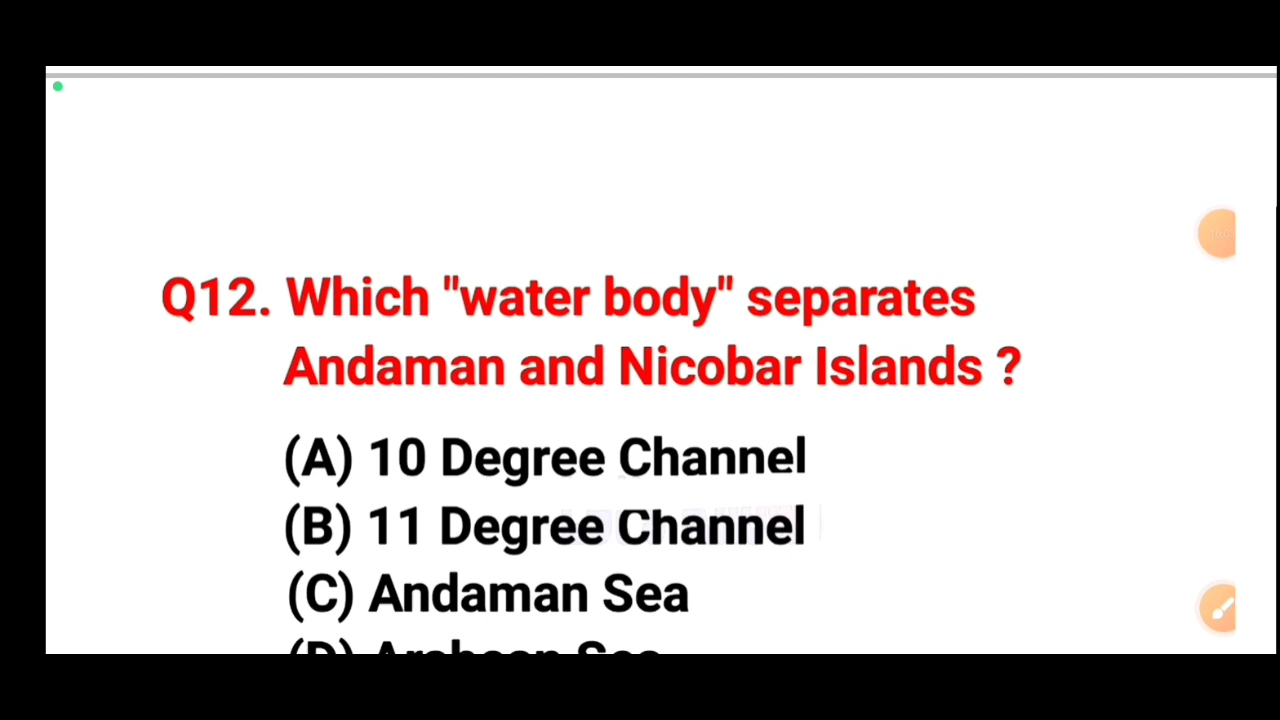 Q12. Which "water body" separates
Andaman and Nicobar Islands ?
(A) 10 Degree Channel
(B) 11 Degree Channel
(C) Andaman Sea